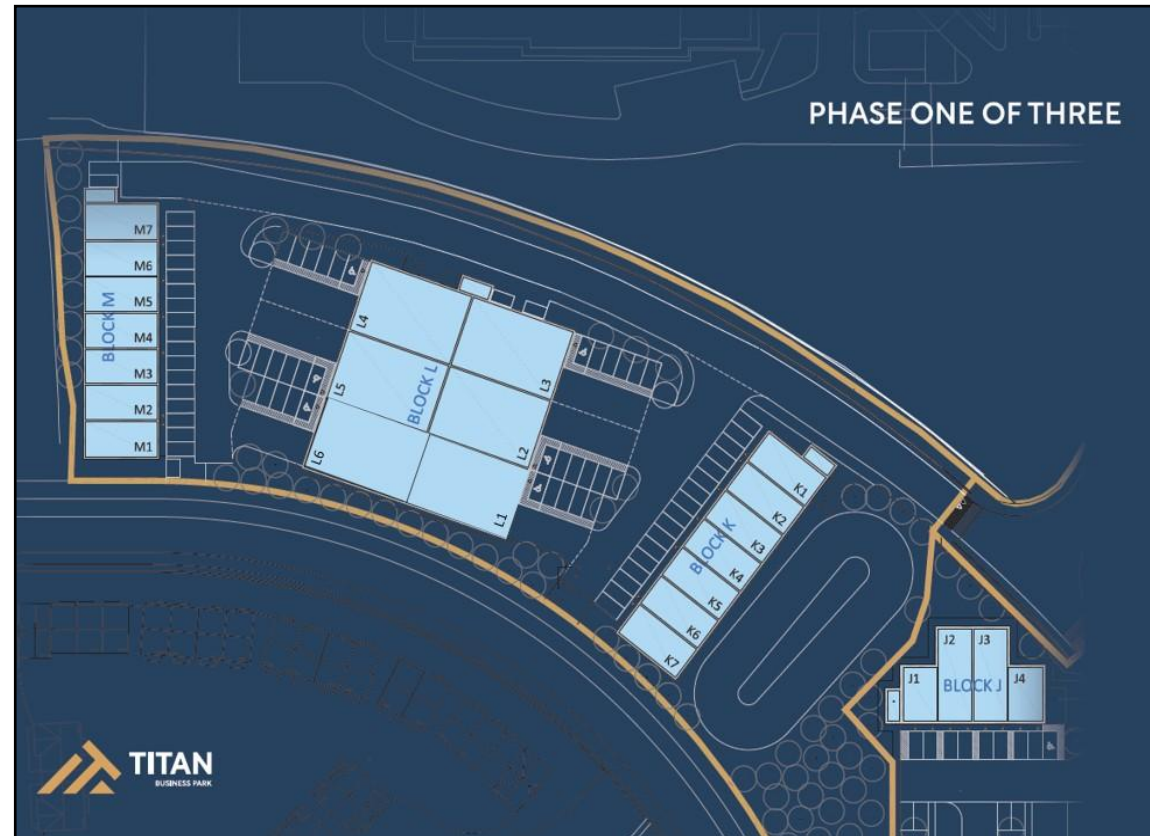 PHASE ONE OF THREE
M7
M6
M5
M4
M3
M2
M1
BLOCK M
L4
L5
L6
L3
L2
L1
BLOCK L
K1
K2
K3
K4
K5
K6
K7
BLOCK K
J1
J2
J3
J4
BLOCK J
TITAN
BUSINESS PARK